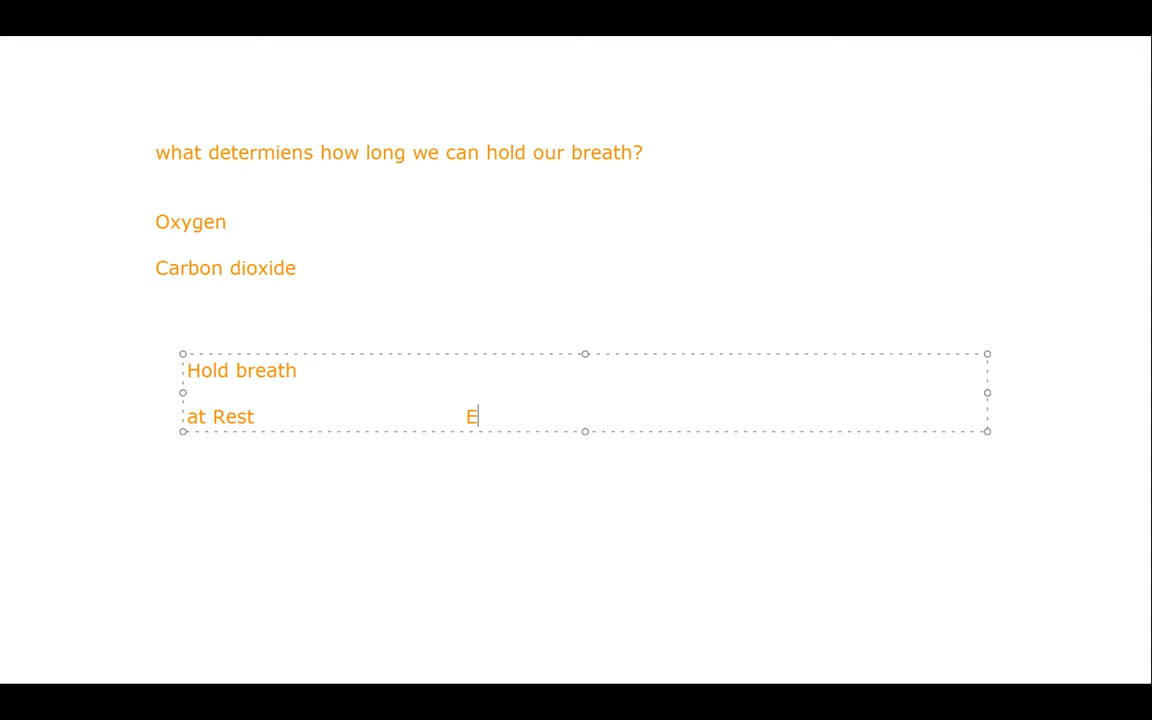 what determiens how long we can hold our breath?
Oxygen
Carbon dioxide
Hold breath
at Rest E